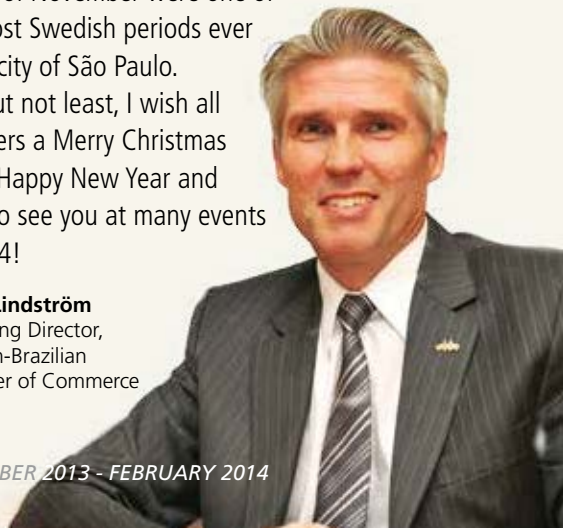 of November were one of
ost Swedish periods ever
city of São Paulo.
ut not least, I wish all
ers a Merry Christmas
Happy New Year and
o see you at many events
4!
Lindström
ng Director,
n-Brazilian
er of Commerce
BER 2013 - FEBRUARY 2014